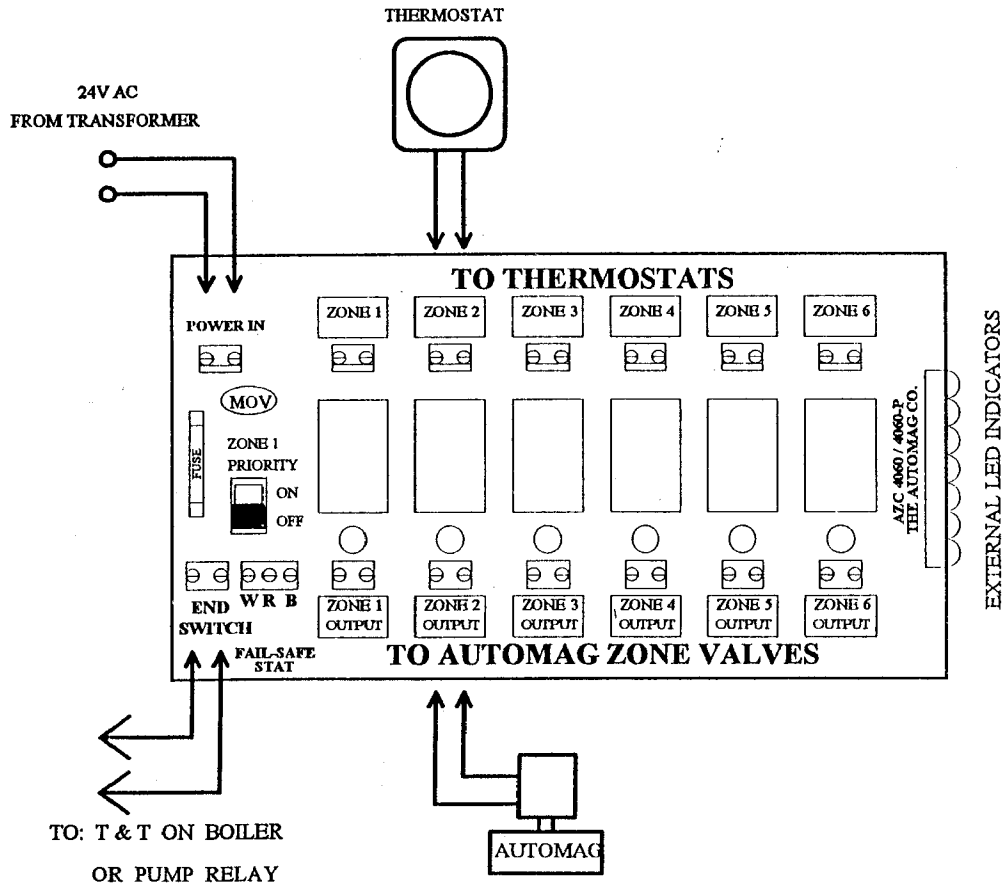 THERMOSTAT
24V AC
FROM TRANSFORMER
TO THERMOSTATS
POWER IN
ZONE 1
ZONE 2
ZONE 3
ZONE 4
ZONE 5
ZONE 6
MOV
FUSE
ZONE 1
PRIORITY
ON
OFF
AZC 4060 / 4060-P
THE AUTOMAG CO.
EXTERNAL LED INDICATORS
END
SWITCH
W R B
FAIL-SAFE
STAT
ZONE 1
OUTPUT
ZONE 2
OUTPUT
ZONE 3
OUTPUT
ZONE 4
OUTPUT
ZONE 5
OUTPUT
ZONE 6
OUTPUT
TO AUTOMAG ZONE VALVES
TO: T & T ON BOILER
OR PUMP RELAY
AUTOMAG